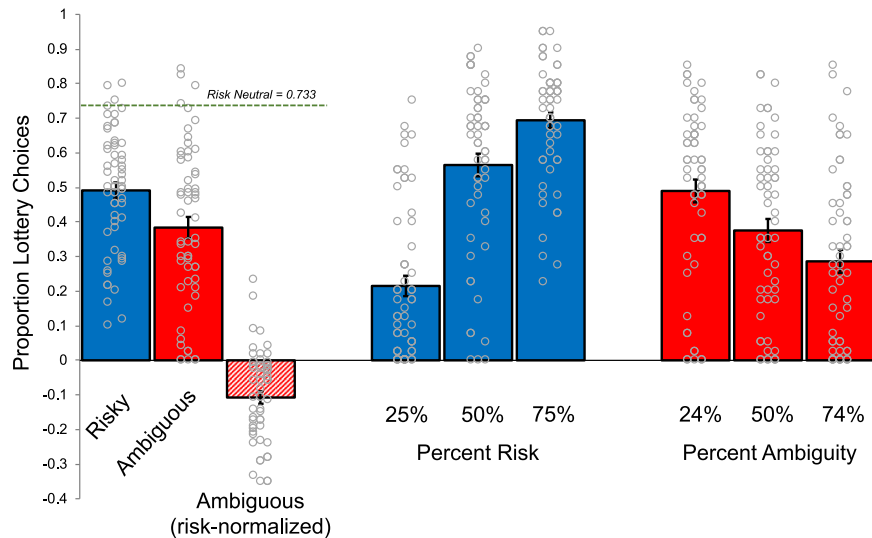 Proportion Lottery Choices
1
0.9
0.8
0.7
0.6
0.5
0.4
0.3
0.2
0.1
0
-0.1
-0.2
-0.3
-0.4
Risk Neutral = 0.733
Risky
Ambiguous
Ambiguous
(risk-normalized)
25% 50% 75%
Percent Risk
24% 50% 74%
Percent Ambiguity